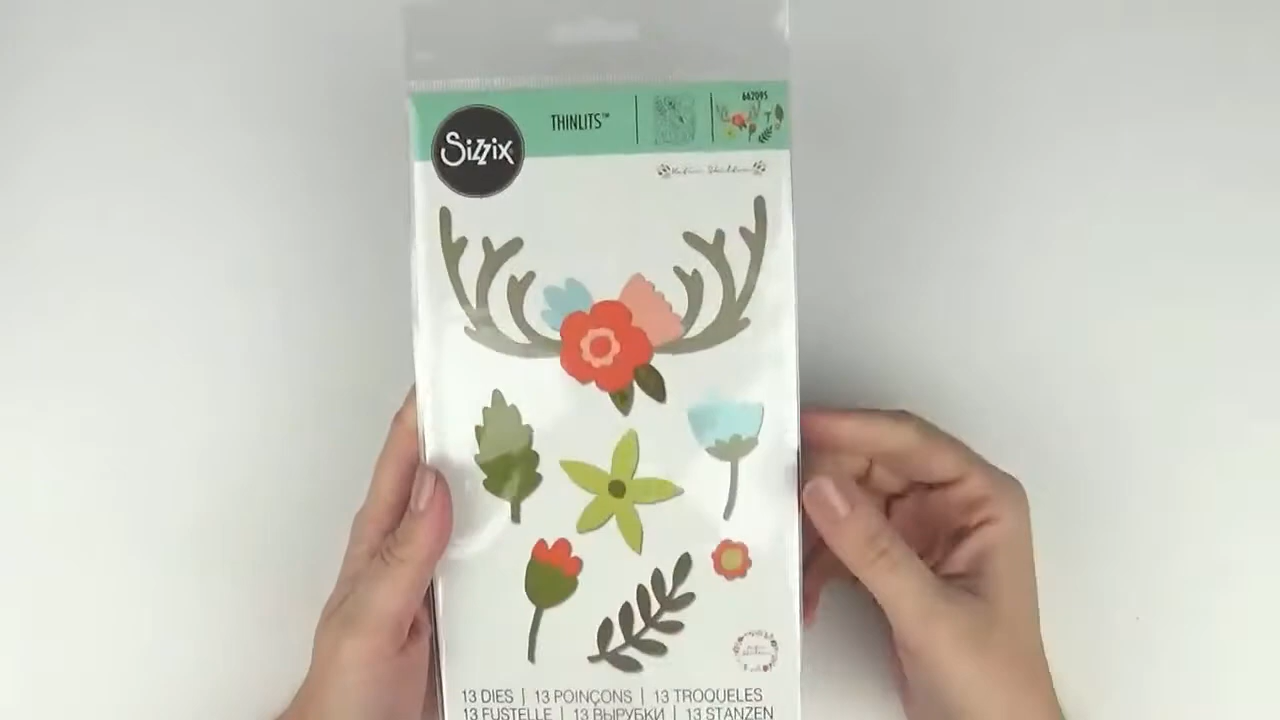 Sizzix
THINLITS™
662095
13 DIES | 13 POINÇONS | 13 TROQUELES
13 FUSTELLE | 13 ВЫРУБКИ | 13 STANZEN